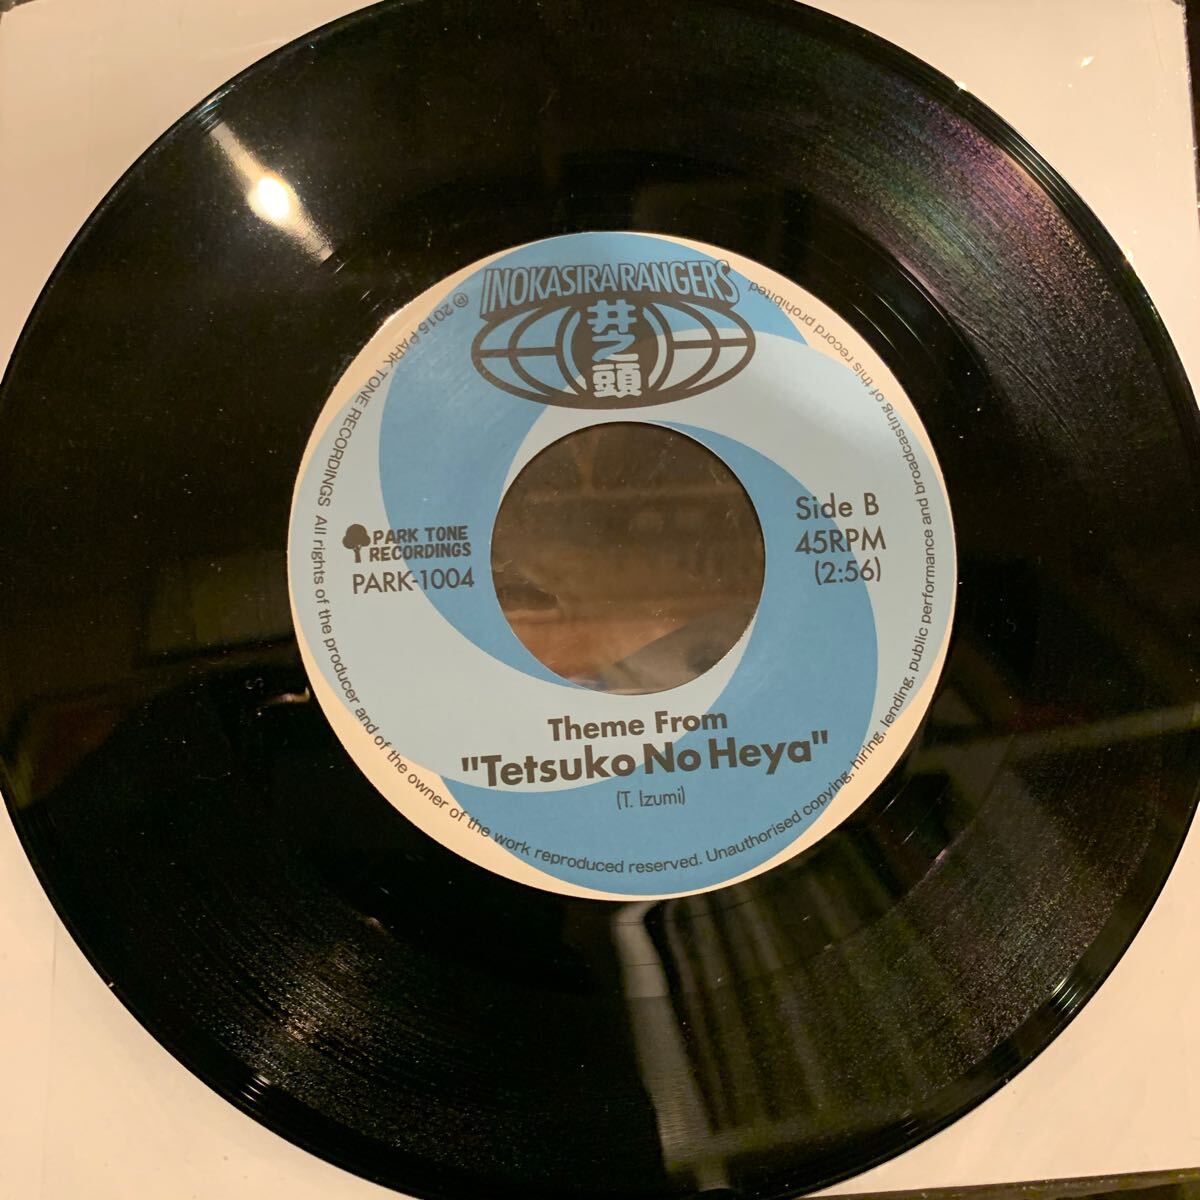 INOKASIRARANGERS
井之頭
PARK TONE
RECORDINGS
PARK-1004
Side B
45RPM
(2:56)
Theme From
"Tetsuko No Heya"
(T. Izumi)
℗ 2015 PARK TONE RECORDINGS All rights of the producer and of the owner of the work reproduced reserved. Unauthorised copying, hiring, lending, public performance and broadcasting of this record prohibited